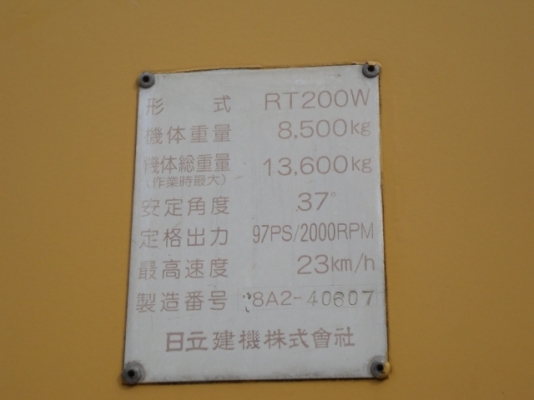 形 式 RT200W
機体重量 8,500kg
機体総重量 13,600kg
(作業時最大)
安定角度 37°
定格出力 97PS/2000RPM
最高速度 23km/h
製造番号 8A2-40607
日立建機株式會社